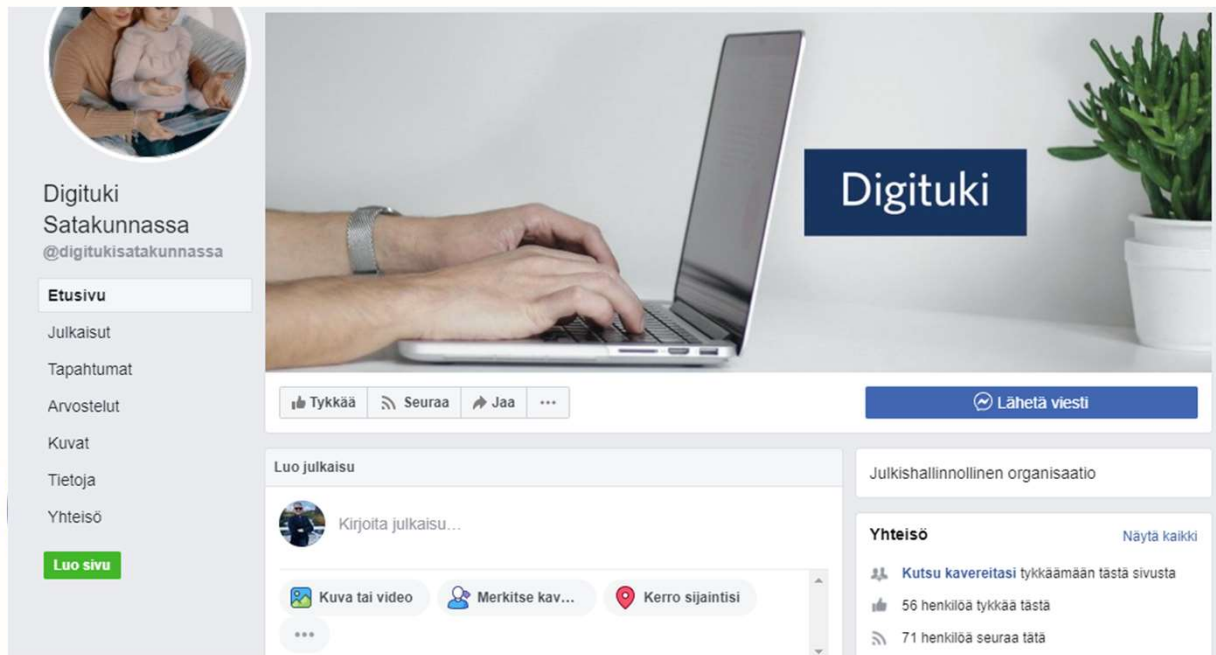 Digituki
Satakunnassa
@digitukisatakunnassa
Etusivu
Julkaisut
Tapahtumat
Arvostelut
Kuvat
Tietoja
Yhteisö
Luo sivu
Digituki
Tykkää
Seuraa
Jaa
Lähetä viesti
Luo julkaisu
Kirjoita julkaisu...
Kuva tai video
Merkitse kav...
Kerro sijaintisi
Julkishallinnollinen organisaatio
Yhteisö
Näytä kaikki
Kutsu kavereitasi tykkäämään tästä sivusta
56 henkilöä tykkää tästä
71 henkilöä seuraa tätä